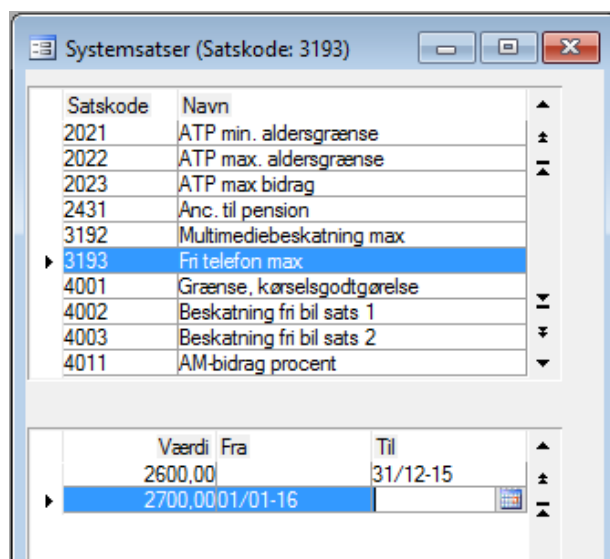 Systemsatser (Satskode: 3193)
Satskode Navn
2021 ATP min. aldersgrænse
2022 ATP max. aldersgrænse
2023 ATP max bidrag
2431 Anc. til pension
3192 Multimediebeskatning max
3193 Fri telefon max
4001 Grænse, kørselsgodtgørelse
4002 Beskatning fri bil sats 1
4003 Beskatning fri bil sats 2
4011 AM-bidrag procent
Værdi Fra Til
2600,00 31/12-15
2700,00 01/01-16